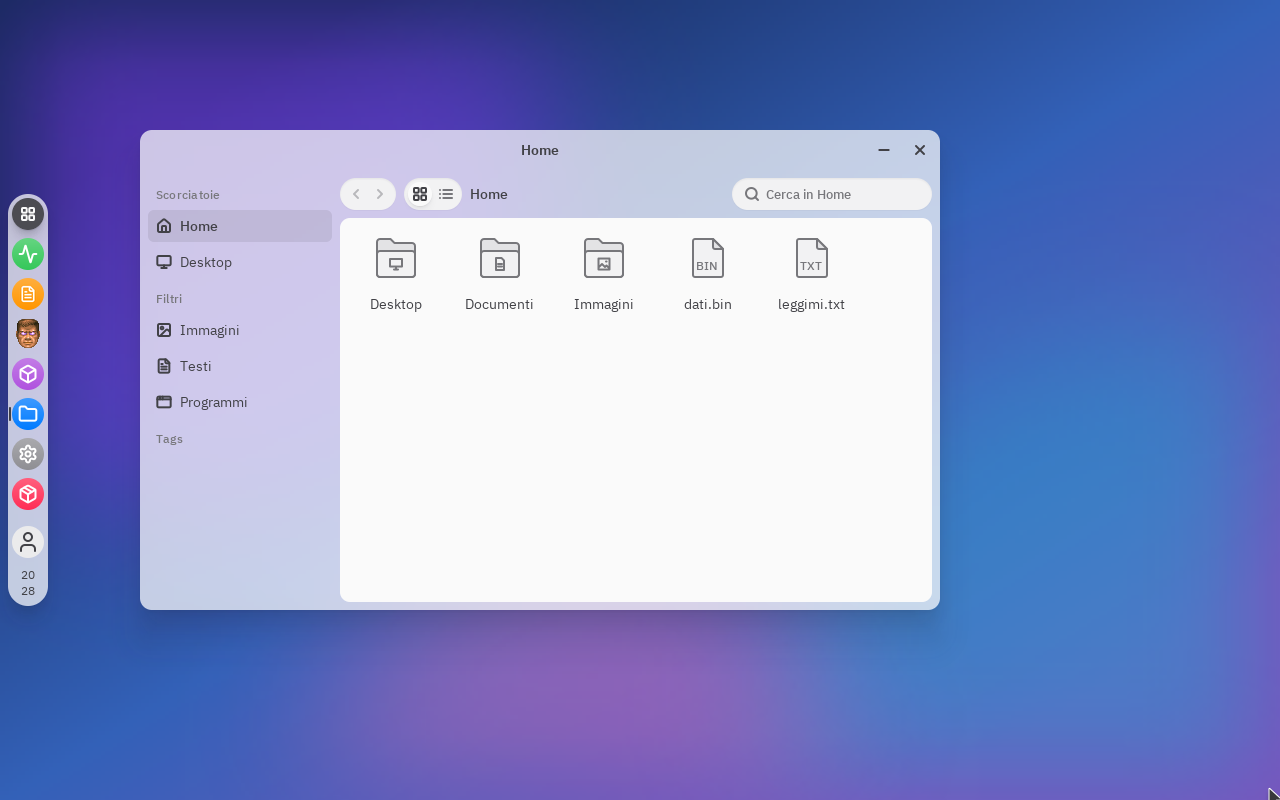 Home
Scorciatoie
Home
Desktop
Filtri
Immagini
Testi
Programmi
Tags
Home
Cerca in Home
BIN
TXT
Desktop
Documenti
Immagini
dati.bin
leggimi.txt
20
28